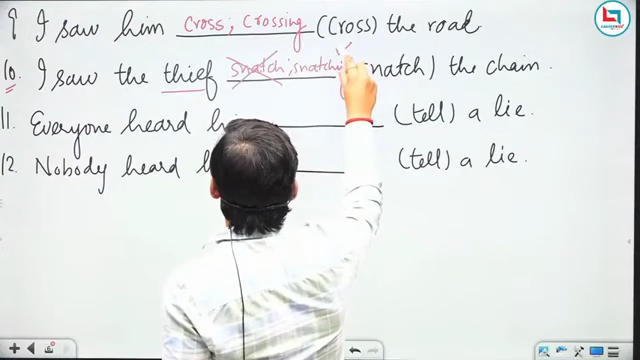 9 I saw him cross; crossing (Cross) the road
10. I saw the thief snatch; snatching (snatch) the chain.
11. Everyone heard (tell) a lie.
12. Nobody heard (tell) a lie.